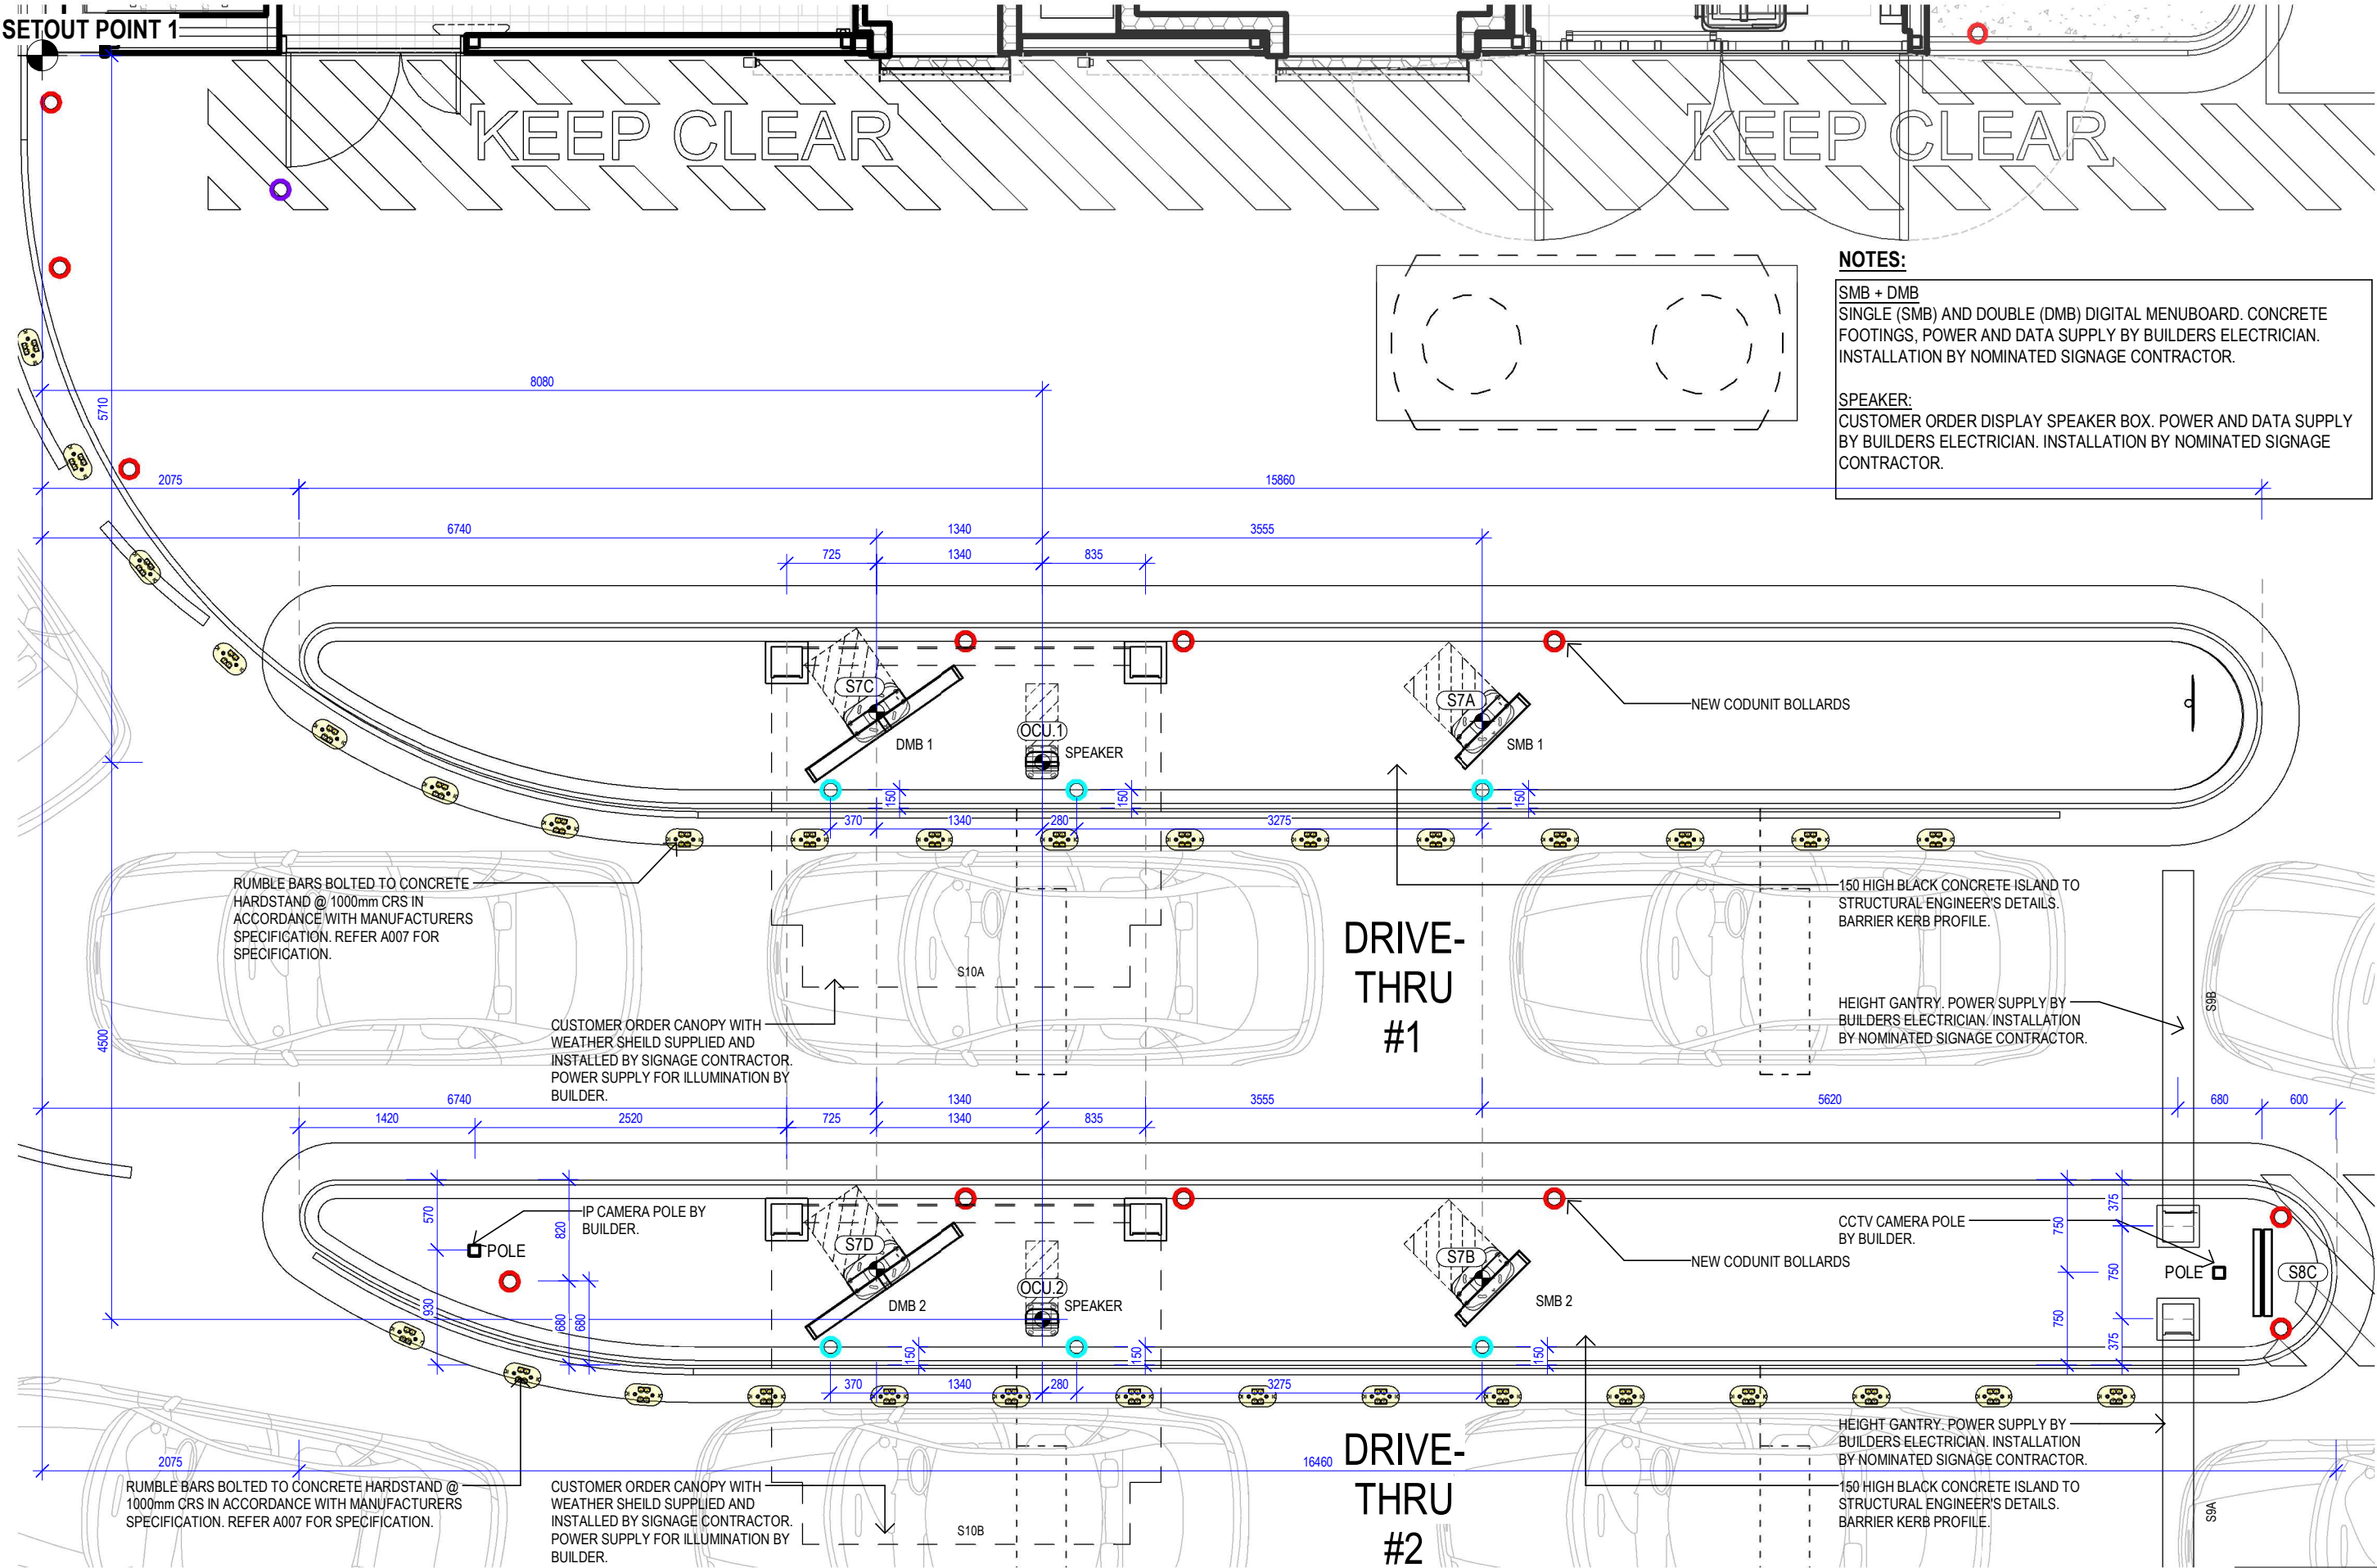 SETOUT POINT 1
KEEP CLEAR
KEEP CLEAR
NOTES:
SMB + DMB
SINGLE (SMB) AND DOUBLE (DMB) DIGITAL MENUBOARD. CONCRETE
FOOTINGS, POWER AND DATA SUPPLY BY BUILDERS ELECTRICIAN.
INSTALLATION BY NOMINATED SIGNAGE CONTRACTOR.
SPEAKER:
CUSTOMER ORDER DISPLAY SPEAKER BOX. POWER AND DATA SUPPLY
BY BUILDERS ELECTRICIAN. INSTALLATION BY NOMINATED SIGNAGE
CONTRACTOR.
8080
5710
2075
15860
6740
1340
3555
725
1340
835
S7C
S7A
NEW CODUNIT BOLLARDS
OCU.1
DMB 1
SPEAKER
SMB 1
150
150
150
370
1340
280
3275
RUMBLE BARS BOLTED TO CONCRETE
HARDSTAND @ 1000mm CRS IN
ACCORDANCE WITH MANUFACTURERS
SPECIFICATION. REFER A007 FOR
SPECIFICATION.
150 HIGH BLACK CONCRETE ISLAND TO
STRUCTURAL ENGINEER'S DETAILS.
BARRIER KERB PROFILE.
DRIVE-
THRU
#1
S10A
S9B
HEIGHT GANTRY. POWER SUPPLY BY
BUILDERS ELECTRICIAN. INSTALLATION
BY NOMINATED SIGNAGE CONTRACTOR.
4500
CUSTOMER ORDER CANOPY WITH
WEATHER SHEILD SUPPLIED AND
INSTALLED BY SIGNAGE CONTRACTOR.
POWER SUPPLY FOR ILLUMINATION BY
BUILDER.
6740
1340
3555
5620
680
600
1420
2520
725
1340
835
570
820
IP CAMERA POLE BY
BUILDER.
POLE
S7D
S7B
NEW CODUNIT BOLLARDS
CCTV CAMERA POLE
BY BUILDER.
750
375
POLE
S8C
750
OCU.2
DMB 2
SPEAKER
SMB 2
930
680
680
750
375
150
150
150
370
1340
280
3275
DRIVE-
THRU
#2
HEIGHT GANTRY. POWER SUPPLY BY
BUILDERS ELECTRICIAN. INSTALLATION
BY NOMINATED SIGNAGE CONTRACTOR.
2075
16460
RUMBLE BARS BOLTED TO CONCRETE HARDSTAND @
1000mm CRS IN ACCORDANCE WITH MANUFACTURERS
SPECIFICATION. REFER A007 FOR SPECIFICATION.
CUSTOMER ORDER CANOPY WITH
WEATHER SHEILD SUPPLIED AND
INSTALLED BY SIGNAGE CONTRACTOR.
POWER SUPPLY FOR ILLUMINATION BY
BUILDER.
S10B
150 HIGH BLACK CONCRETE ISLAND TO
STRUCTURAL ENGINEER'S DETAILS.
BARRIER KERB PROFILE.
S9A